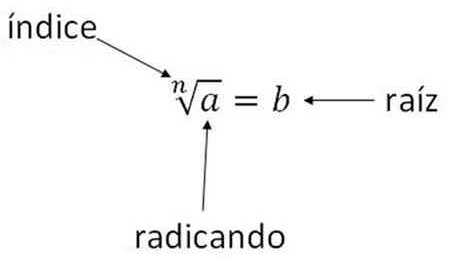 índice
ⁿ√a = b
raíz
radicando